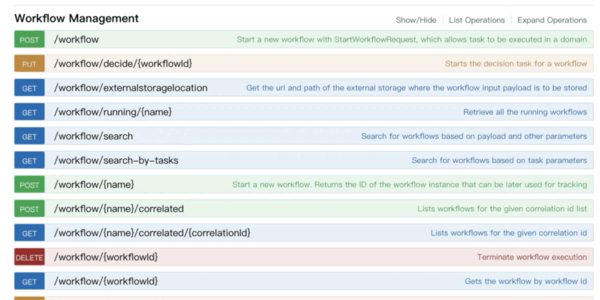 Workflow Management
Show/Hide | List Operations | Expand Operations
POST /workflow Start a new workflow with StartWorkflowRequest, which allows task to be executed in a domain
PUT /workflow/decide/{workflowId} Starts the decision task for a workflow
GET /workflow/externalstoragelocation Get the uri and path of the external storage where the workflow input payload is to be stored
GET /workflow/running/{name} Retrieve all the running workflows
GET /workflow/search Search for workflows based on payload and other parameters
GET /workflow/search-by-tasks Search for workflows based on task parameters
POST /workflow/{name} Start a new workflow. Returns the ID of the workflow instance that can be later used for tracking
POST /workflow/{name}/correlated Lists workflows for the given correlation id list
GET /workflow/{name}/correlated/{correlationId} Lists workflows for the given correlation id
DELETE /workflow/{workflowId} Terminate workflow execution
GET /workflow/{workflowId} Gets the workflow by workflow id